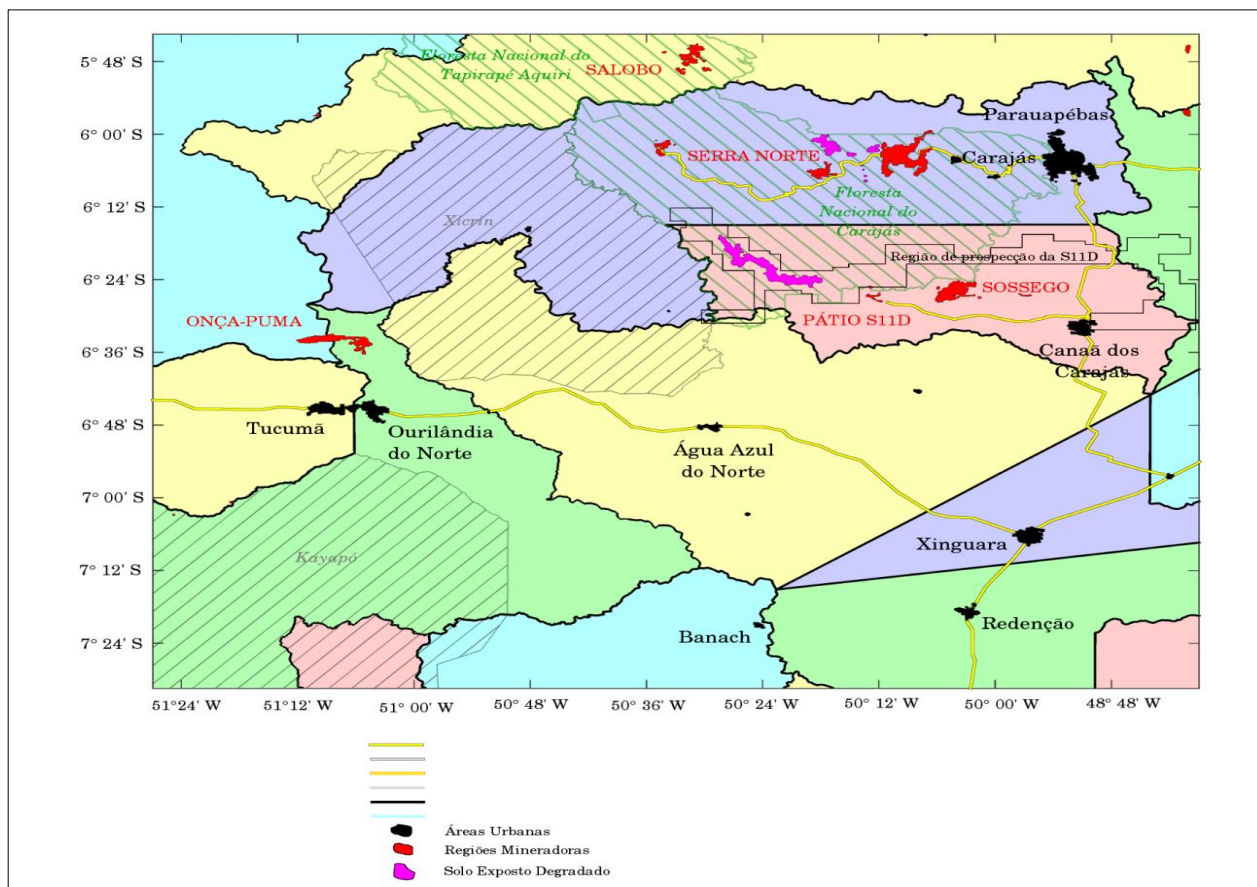 5° 48' S
6° 00' S
6° 12' S
6° 24' S
6° 36' S
6° 48' S
7° 00' S
7° 12' S
7° 24' S
Floresta Nacional do
Tapirapé Aquiri
SALOBO
Parauapébas
SERRA NORTE
Carajás
Floresta
Nacional do
Carajás
Xicrin
Região de prospecção da S11D
SOSSEGO
PÁTIO S11D
ONÇA-PUMA
Canaã dos
Carajás
Tucumã
Ourilândia
do Norte
Água Azul
do Norte
Xinguara
Kayapó
Banach
Redenção
51° 24' W
51° 12' W
51° 00' W
50° 48' W
50° 36' W
50° 24' W
50° 12' W
50° 00' W
48° 48' W
Áreas Urbanas
Regiões Mineradoras
Solo Exposto Degradado